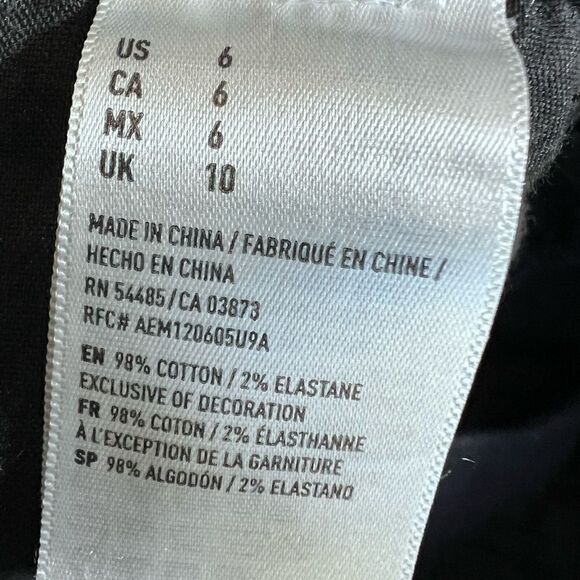 US 6
CA 6
MX 6
UK 10
MADE IN CHINA / FABRIQUÉ EN CHINE /
HECHO EN CHINA
RN 54485 / CA 03873
RFC# AEM120605U9A
EN 98% COTTON / 2% ELASTANE
EXCLUSIVE OF DECORATION
FR 98% COTON / 2% ÉLASTHANNE
À L'EXCEPTION DE LA GARNITURE
SP 98% ALGODÓN / 2% ELASTANO